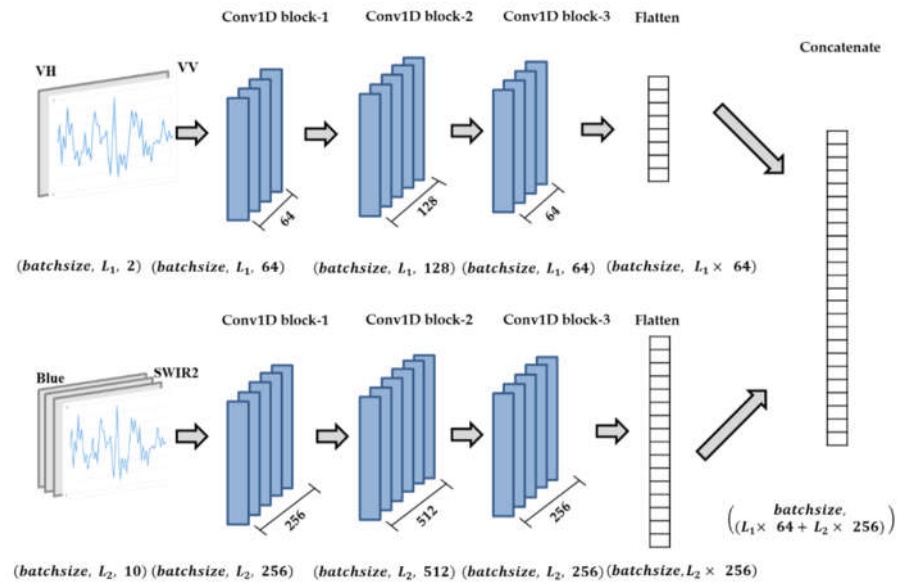 Conv1D block-1 Conv1D block-2 Conv1D block-3 Flatten
Concatenate
VH VV
64 128 64
(batchsize, L₁, 2) (batchsize, L₁, 64) (batchsize, L₁, 128) (batchsize, L₁, 64) (batchsize, L₁ × 64)
Conv1D block-1 Conv1D block-2 Conv1D block-3 Flatten
Blue SWIR2
256 512 256
(batchsize,
(L₁× 64 + L₂ × 256))
(batchsize, L₂, 10) (batchsize, L₂, 256) (batchsize, L₂, 512) (batchsize, L₂, 256) (batchsize,L₂ × 256)